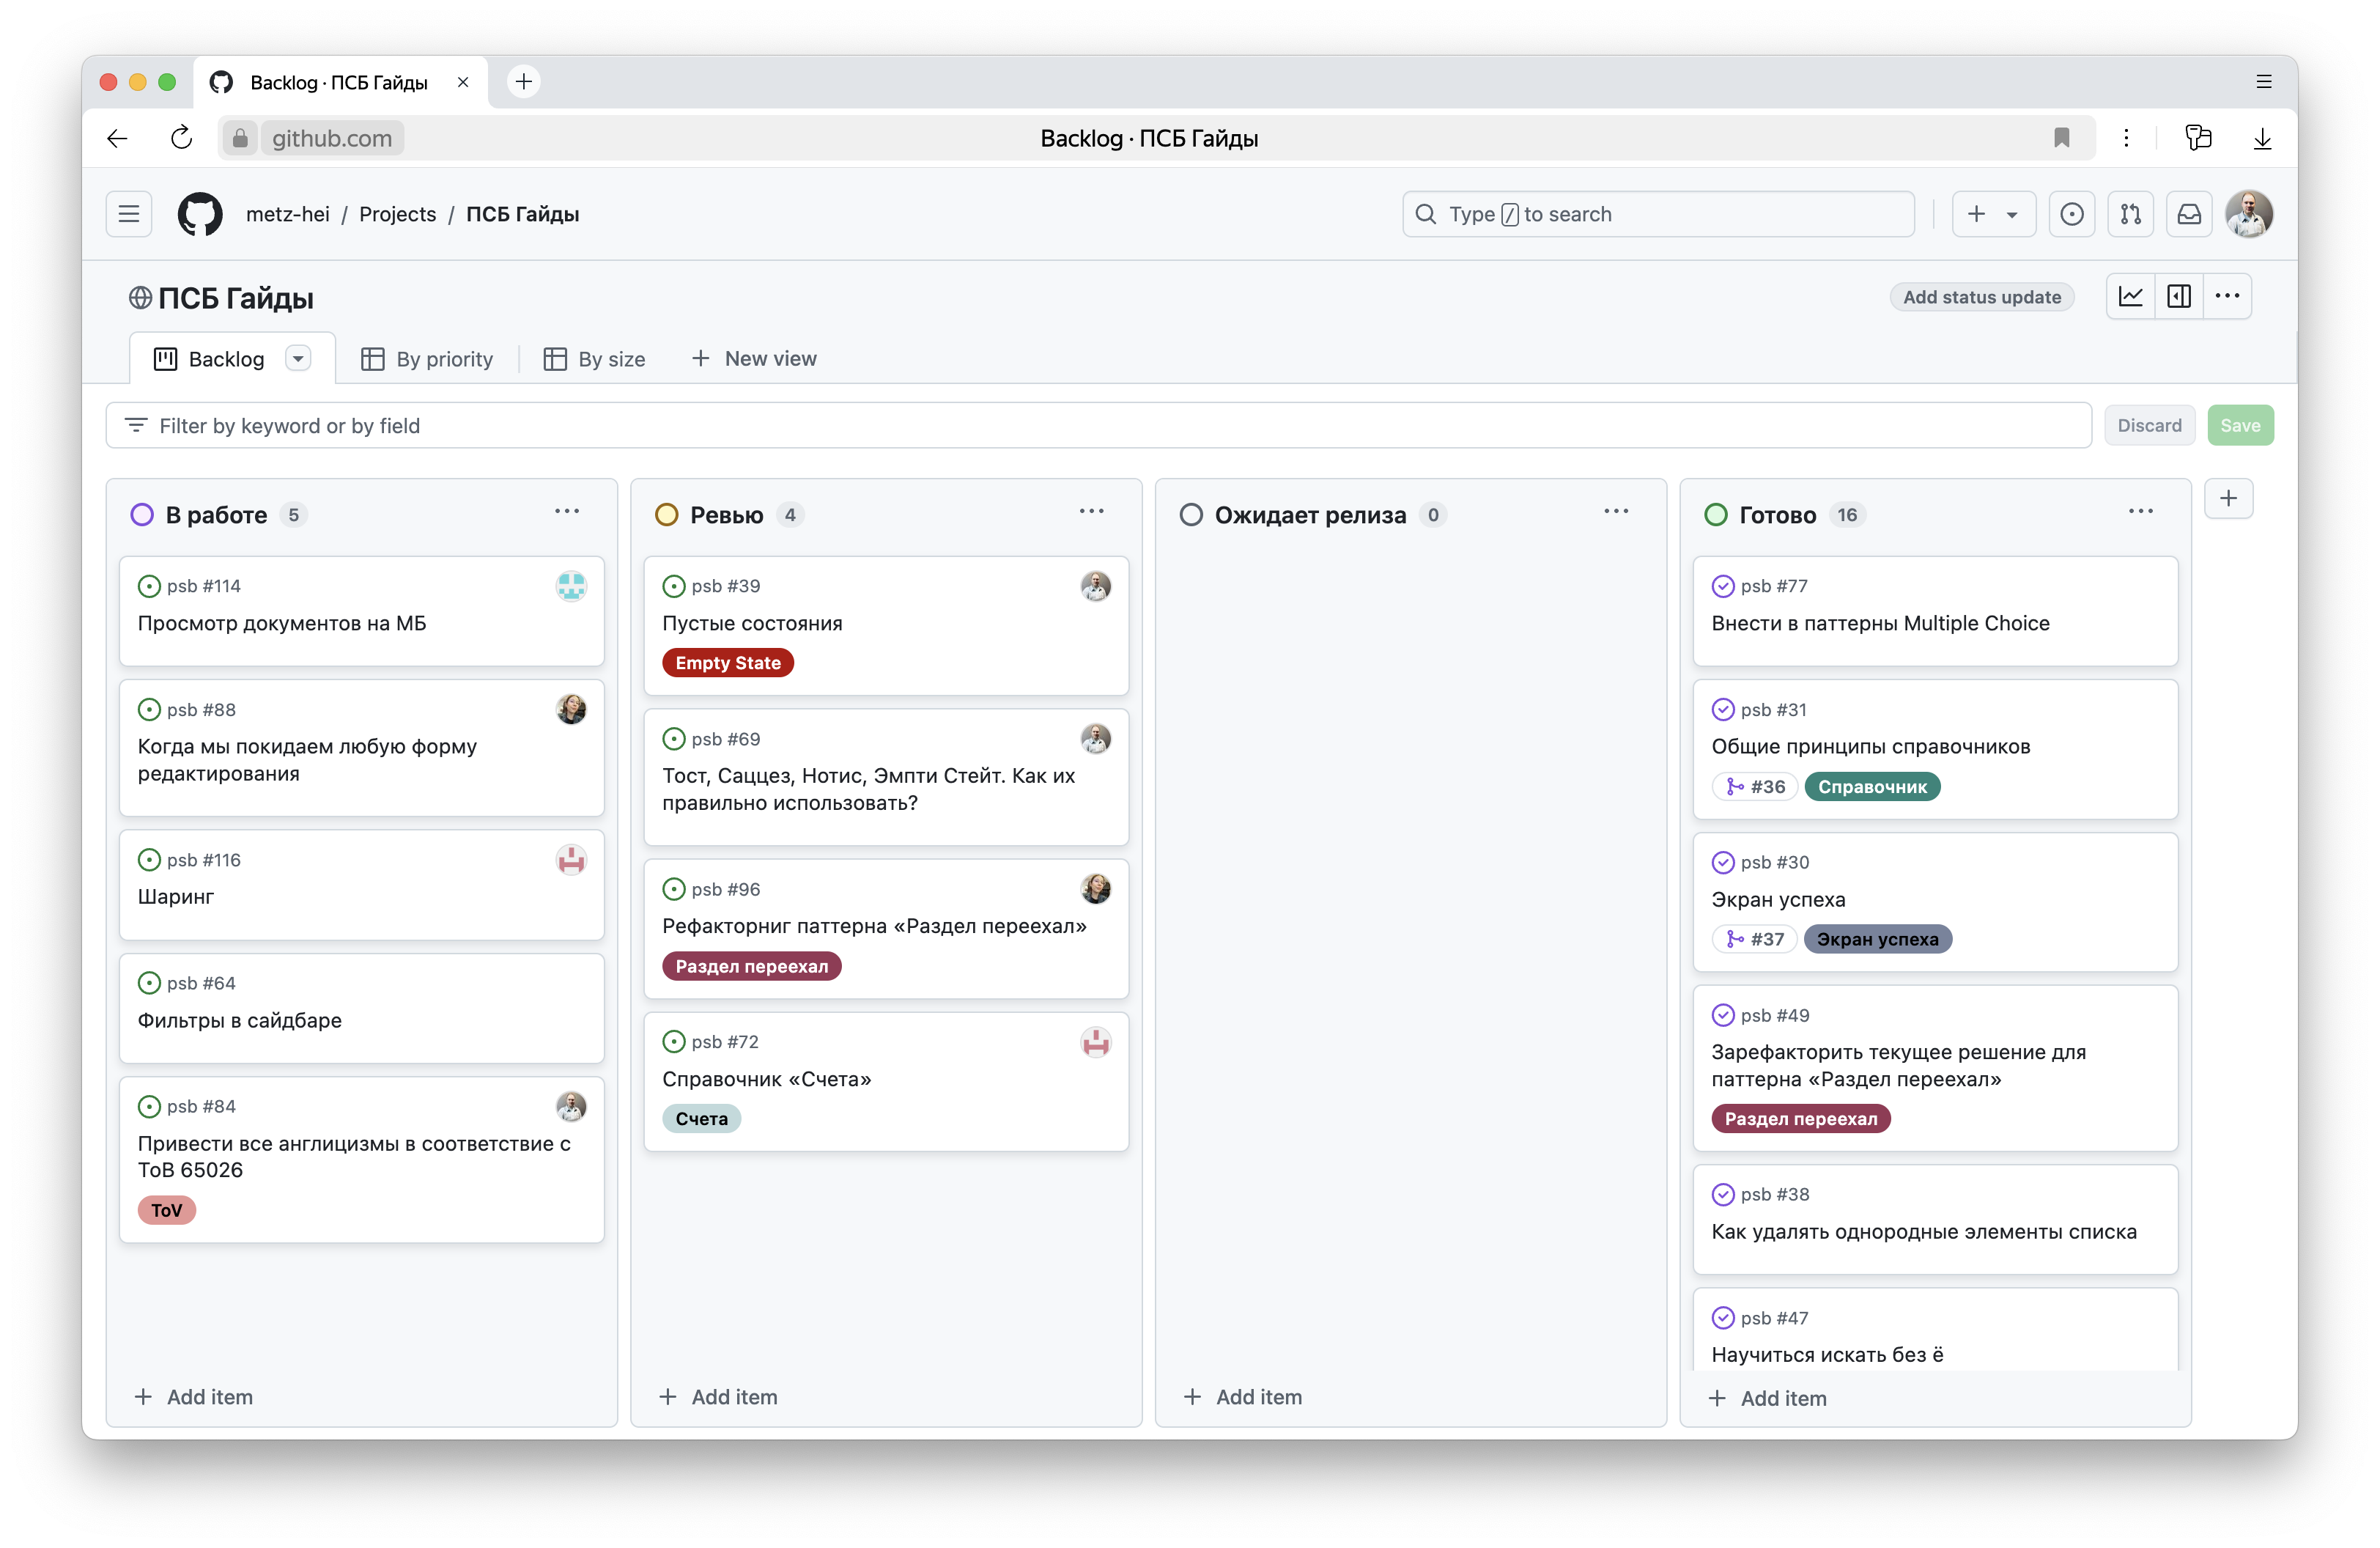 Backlog · ПСБ Гайды
github.com
Backlog · ПСБ Гайды
metz-hei / Projects / ПСБ Гайды
Type / to search
ПСБ Гайды
Add status update
Backlog
By priority
By size
New view
Filter by keyword or by field
Discard
Save
В работе 5
psb #114
Просмотр документов на МБ
psb #88
Когда мы покидаем любую форму
редактирования
psb #116
Шаринг
psb #64
Фильтры в сайдбаре
psb #84
Привести все англицизмы в соответствие с
ToB 65026
ToV
Add item
Ревью 4
psb #39
Пустые состояния
Empty State
psb #69
Тост, Саццез, Нотис, Эмпти Стейт. Как их
правильно использовать?
psb #96
Рефакторниг паттерна «Раздел переехал»
Раздел переехал
psb #72
Справочник «Счета»
Счета
Add item
Ожидает релиза 0
Add item
Готово 16
psb #77
Внести в паттерны Multiple Choice
psb #31
Общие принципы справочников
#36 Справочник
psb #30
Экран успеха
#37 Экран успеха
psb #49
Зарефакторить текущее решение для
паттерна «Раздел переехал»
Раздел переехал
psb #38
Как удалять однородные элементы списка
psb #47
Научиться искать без ё
Add item